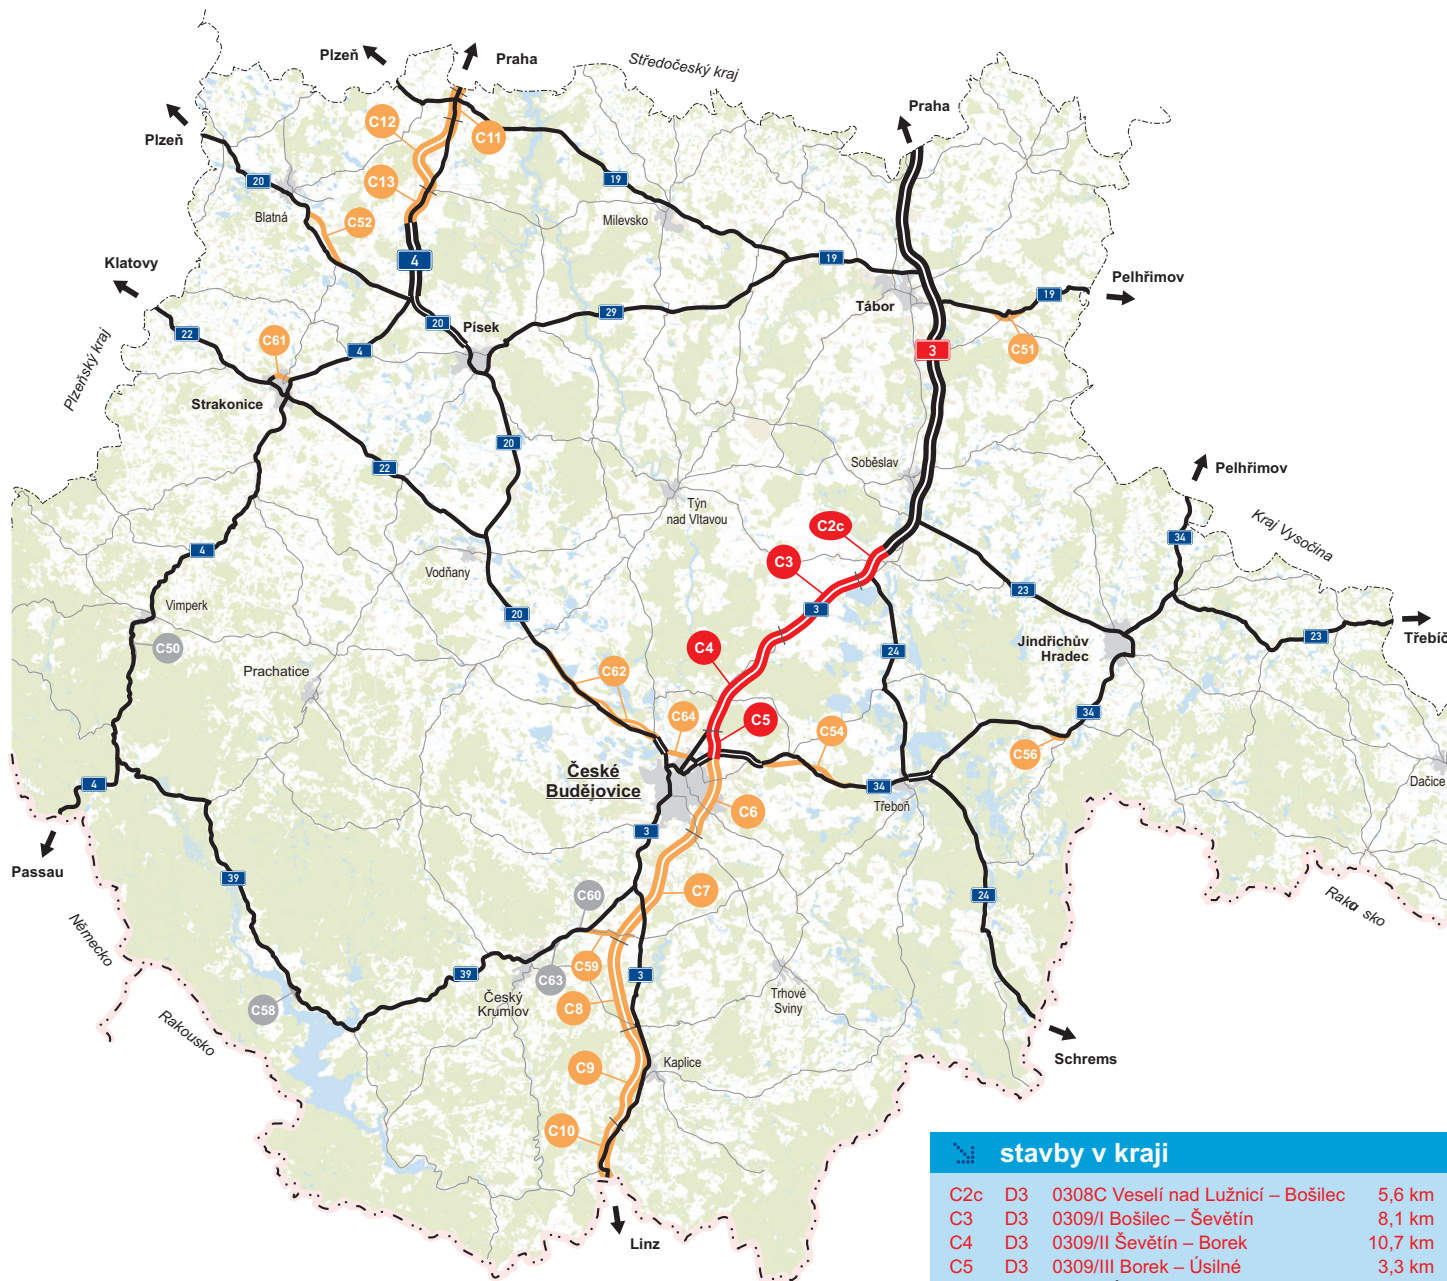 Plzeň
Praha
Středočeský kraj
Praha
Plzeň
C12
C11
C13
19
20
Blatná
C52
Milevsko
4
19
Klatovy
Tábor
Pelhřimov
19
22
20
29
Písek
C61
4
3
C51
Plzeňský kraj
Strakonice
20
22
Soběslav
Pelhřimov
Týn
nad Vltavou
C2c
Kraj Vysočina
34
4
Vodňany
C3
23
Vimperk
20
3
23
Třebíč
C50
C4
24
Jindřichův
Hradec
Prachatice
C62
C64
C5
C54
34
C56
4
České
Budějovice
34
Třeboň
Dačice
C6
3
Passau
39
C60
C7
24
Německo
Rakousko
39
C59
C63
3
Český
Krumlov
Trhové
Sviny
C58
C8
Rakousko
Schrems
C9
Kaplice
C10
Linz
stavby v kraji
C2c D3 0308C Veselí nad Lužnicí – Bošilec 5,6 km
C3 D3 0309/I Bošilec – Ševětín 8,1 km
C4 D3 0309/II Ševětín – Borek 10,7 km
C5 D3 0309/III Borek – Úsilné 3,3 km